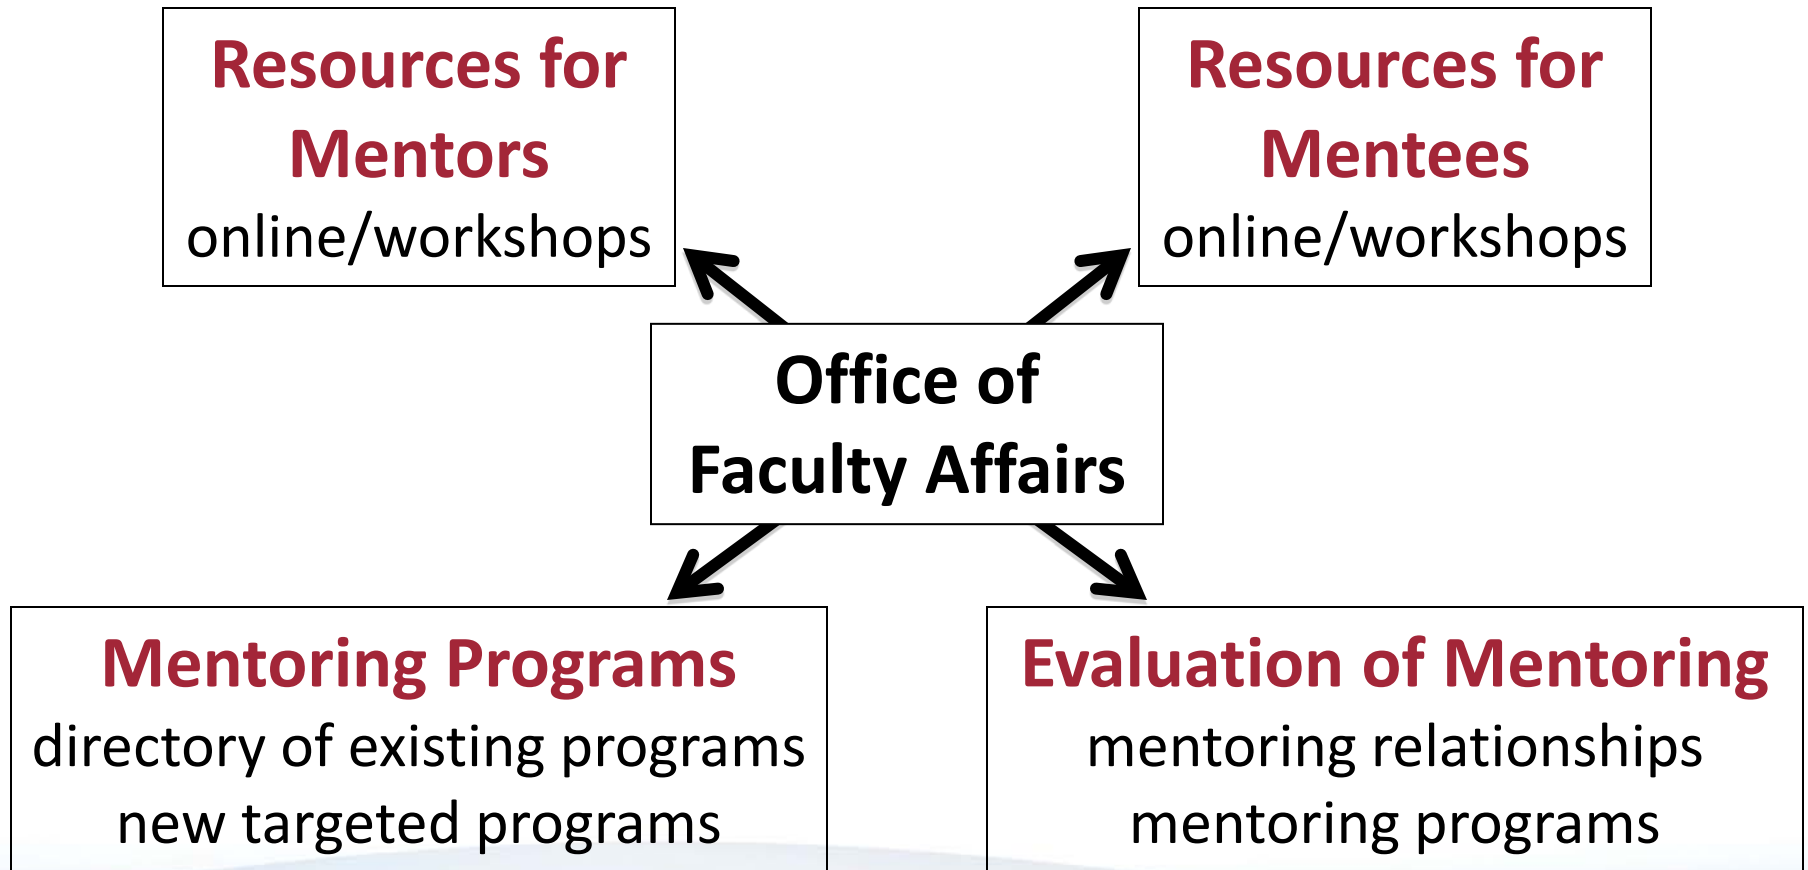 Resources for
Mentors
online/workshops
Resources for
Mentees
online/workshops
Office of
Faculty Affairs
Mentoring Programs
directory of existing programs
new targeted programs
Evaluation of Mentoring
mentoring relationships
mentoring programs